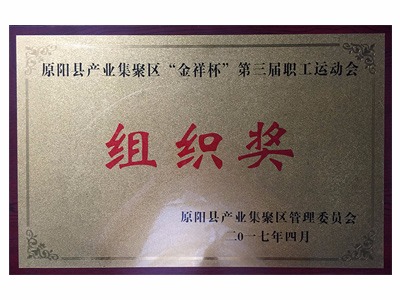 原阳县产业集聚区“金祥杯”第三届职工运动会
组织奖
原阳县产业集聚区管理委员会
二0一七年四月